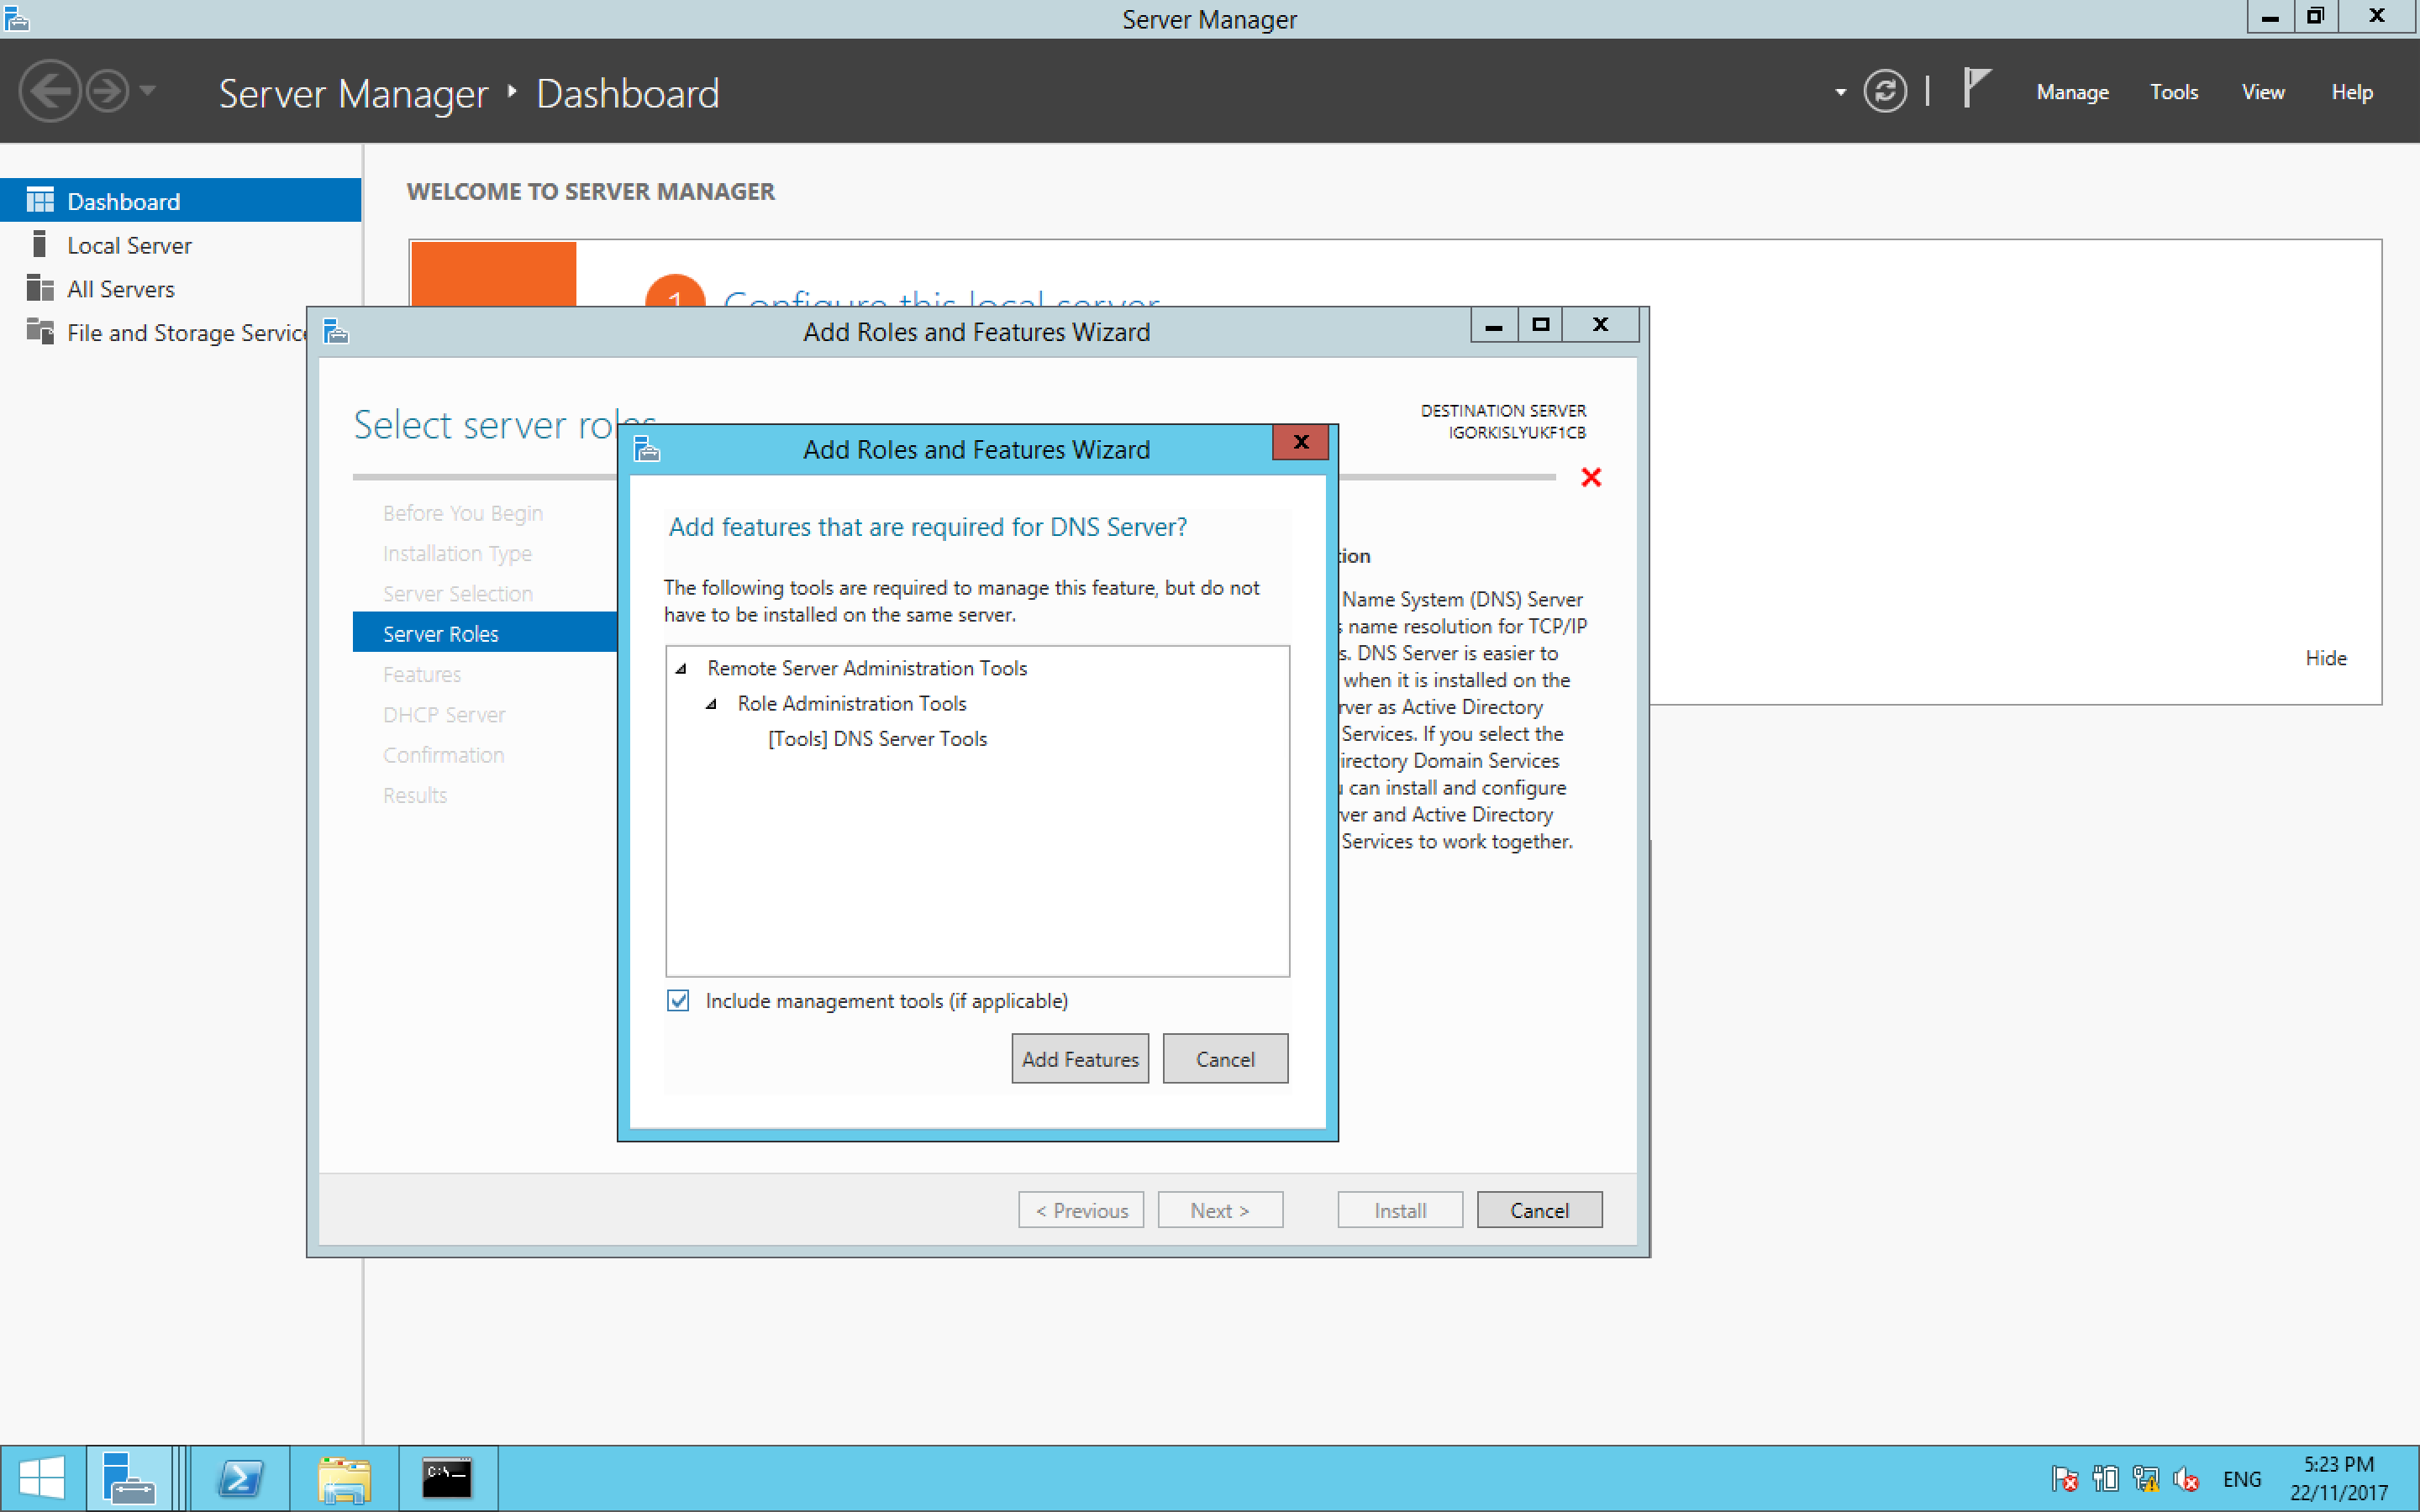 Server Manager
Server Manager ‣ Dashboard
Manage Tools View Help
Dashboard
Local Server
All Servers
File and Storage Servic
WELCOME TO SERVER MANAGER
1 Configure this local server
Hide
Add Roles and Features Wizard
Select server roles
DESTINATION SERVER
IGORKISLYUKF1CB
Before You Begin
Installation Type
Server Selection
Server Roles
Features
DHCP Server
Confirmation
Results
Add Roles and Features Wizard
Add features that are required for DNS Server?
The following tools are required to manage this feature, but do not
have to be installed on the same server.
Remote Server Administration Tools
Role Administration Tools
[Tools] DNS Server Tools
Include management tools (if applicable)
Add Features Cancel
tion
Name System (DNS) Server
s name resolution for TCP/IP
s. DNS Server is easier to
when it is installed on the
rver as Active Directory
Services. If you select the
irectory Domain Services
u can install and configure
ver and Active Directory
Services to work together.
< Previous Next > Install Cancel
C:\
ENG
5:23 PM
22/11/2017